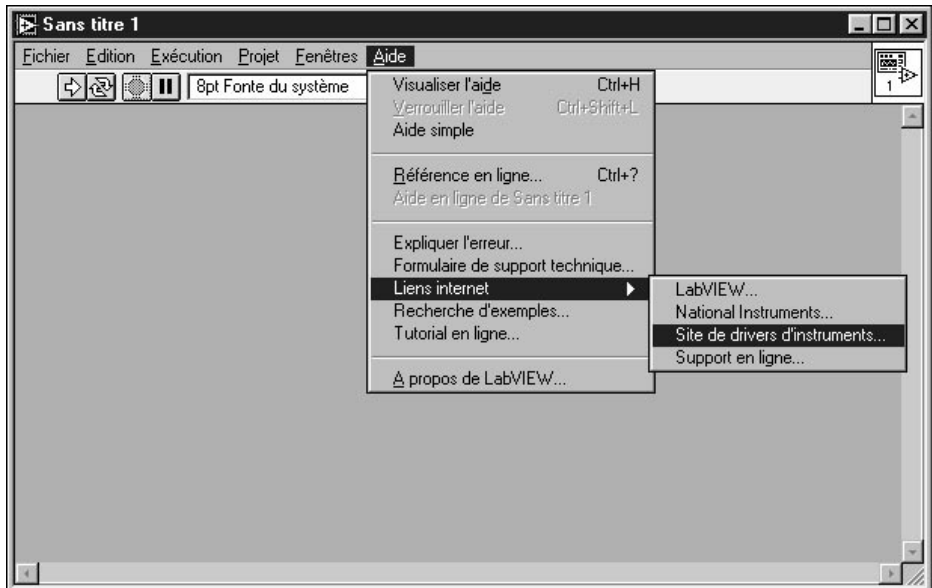 Sans titre 1
Fichier Edition Exécution Projet Fenêtres Aide
8pt Fonte du système
1
Visualiser l'aide Ctrl+H
Verrouiller l'aide Ctrl+Shift+L
Aide simple
Référence en ligne... Ctrl+?
Aide en ligne de Sans titre 1
Expliquer l'erreur...
Formulaire de support technique...
Liens internet
Recherche d'exemples...
Tutorial en ligne...
A propos de LabVIEW...
LabVIEW...
National Instruments...
Site de drivers d'instruments...
Support en ligne...